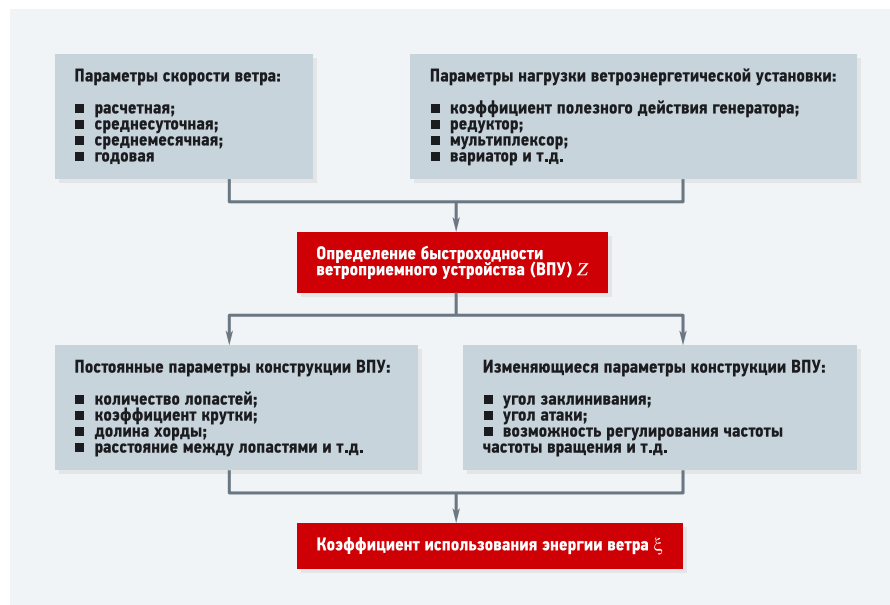 Параметры скорости ветра:
■ расчетная;
■ среднесуточная;
■ среднемесячная;
■ годовая
Параметры нагрузки ветроэнергетической установки:
■ коэффициент полезного действия генератора;
■ редуктор;
■ мультиплексор;
■ вариатор и т.д.
Определение быстроходности
ветроприемного устройства (ВПУ) Z
Постоянные параметры конструкции ВПУ:
■ количество лопастей;
■ коэффициент крутки;
■ долина хорды;
■ расстояние между лопастями и т.д.
Изменяющиеся параметры конструкции ВПУ:
■ угол заклинивания;
■ угол атаки;
■ возможность регулирования частоты
частоты вращения и т.д.
Коэффициент использования энергии ветра ξ